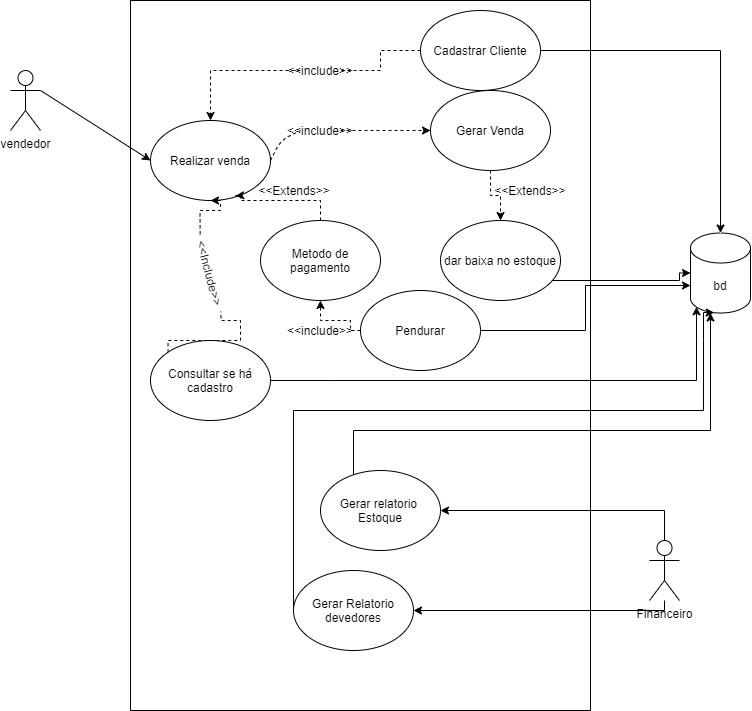 Cadastrar Cliente
<<include>>
vendedor
Realizar venda
<<include>>
Gerar Venda
<<Extends>>
<<Extends>>
<<Include>>
Metodo de
pagamento
dar baixa no estoque
bd
<<include>>
Pendurar
Consultar se há
cadastro
Gerar relatorio
Estoque
Gerar Relatorio
devedores
Financeiro